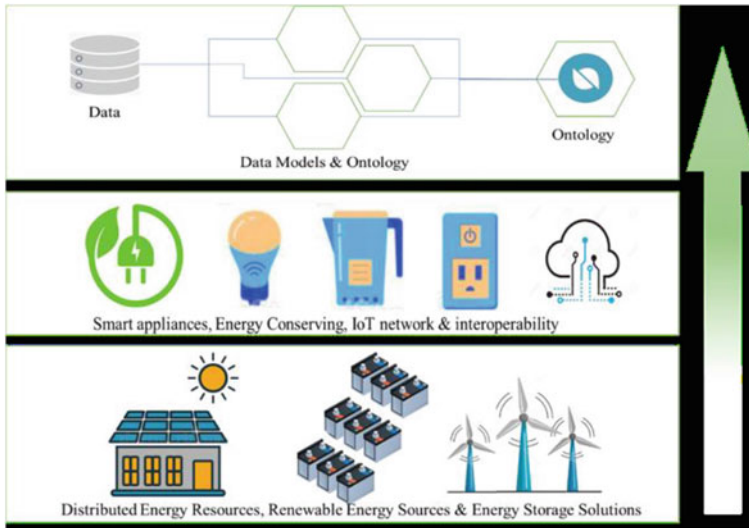 Data
Ontology
Data Models & Ontology
Smart appliances, Energy Conserving, IoT network & interoperability
Distributed Energy Resources, Renewable Energy Sources & Energy Storage Solutions